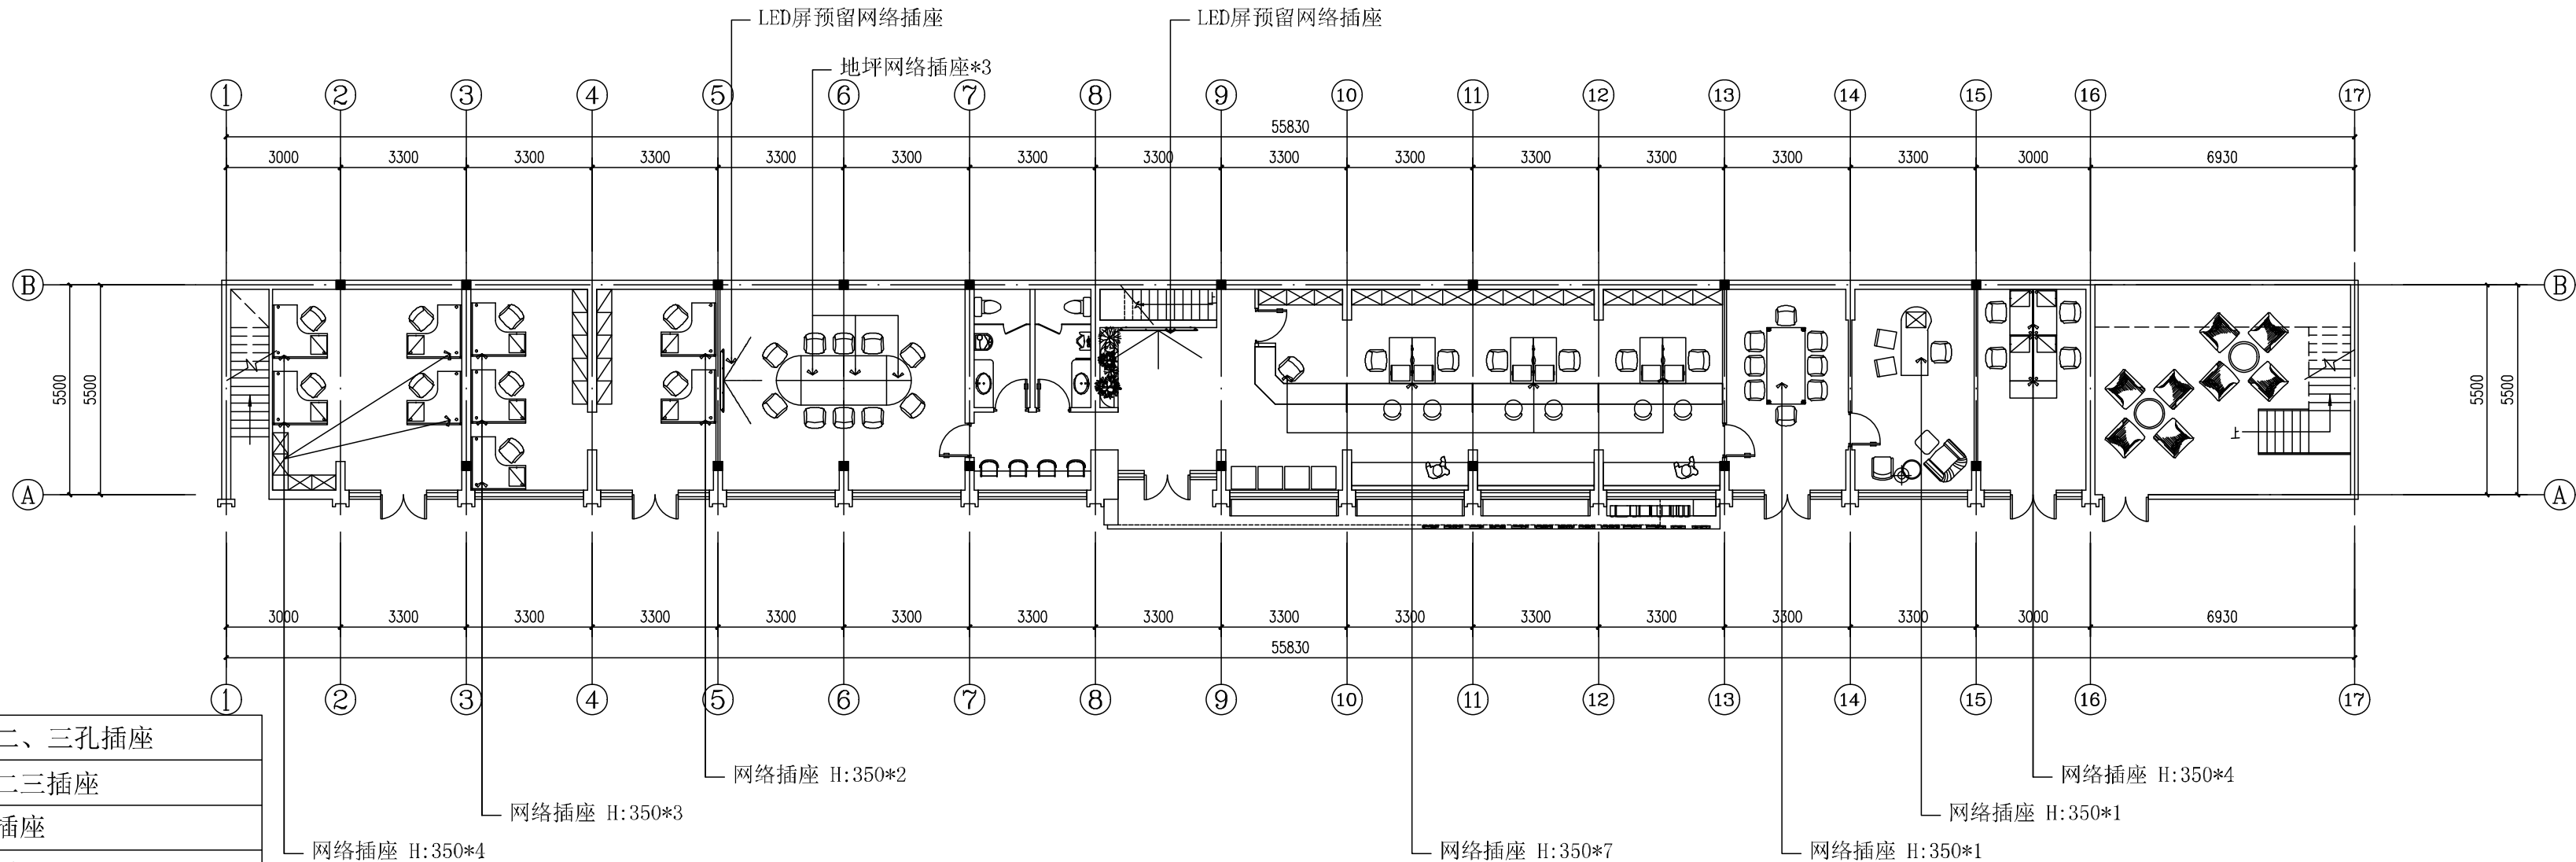 LED屏预留网络插座
LED屏预留网络插座
地坪网络插座*3
1 2 3 4 5 6 7 8 9 10 11 12 13 14 15 16 17
55830
3000 3300 3300 3300 3300 3300 3300 3300 3300 3300 3300 3300 3300 3300 3000 6930
B B
5500 5500 5500 5500
上
上
A A
3000 3300 3300 3300 3300 3300 3300 3300 3300 3300 3300 3300 3300 3300 3000 6930
55830
1 2 3 4 5 6 7 8 9 10 11 12 13 14 15 16 17
二、三孔插座
二三插座
插座
网络插座 H:350*2
网络插座 H:350*4
网络插座 H:350*3
网络插座 H:350*1
网络插座 H:350*4
网络插座 H:350*7
网络插座 H:350*1